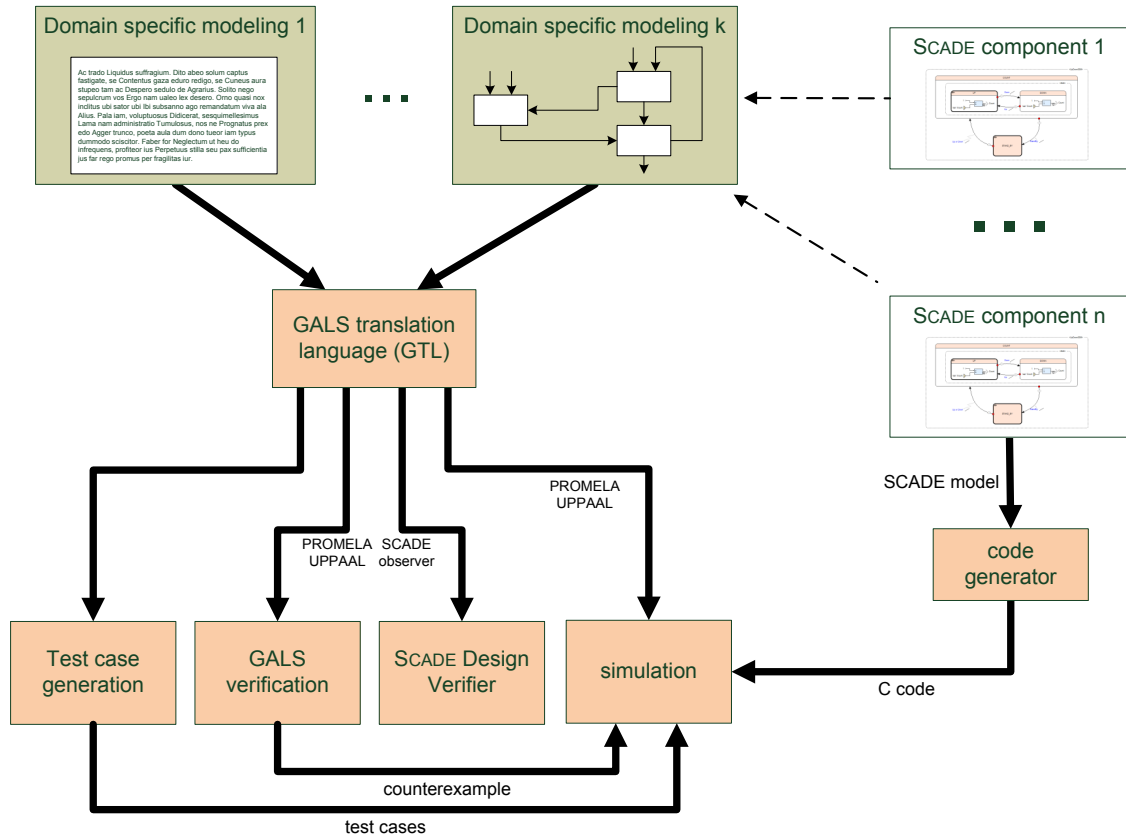 Domain specific modeling 1
Ac trado Liquidus suffragium. Dito abeo solum captus
fastigate, se Contentus gaza eduro redigo, se Cuneus aura
stupeo tam ac Despero sedulo de Agrarius. Solito nego
sepulcrum vos Ergo nam ualeo lex desero. Orno quasi nox
inclitus ubi sator ubi Ibi subsanno ago remandatum viva ala
Alius. Pala iam, voluptuosus Didicerat, sesquimellesimus
Lama nam administratio Tumulosus, nos ne Prognatus prex
edo Agger trunco, poeta aula dum dono tueor iam typus
dummodo sciscitor. Faber for Neglectum ut heu do
infrequens, profiteor ius Perpetuus stilla seu pax sufficientia
jus far rego promus per fragilitas iur.
Domain specific modeling k
SCADE component 1
SCADE component n
GALS translation
language (GTL)
SCADE model
PROMELA
UPPAAL
PROMELA
UPPAAL
SCADE
observer
code
generator
Test case
generation
GALS
verification
SCADE Design
Verifier
simulation
C code
counterexample
test cases